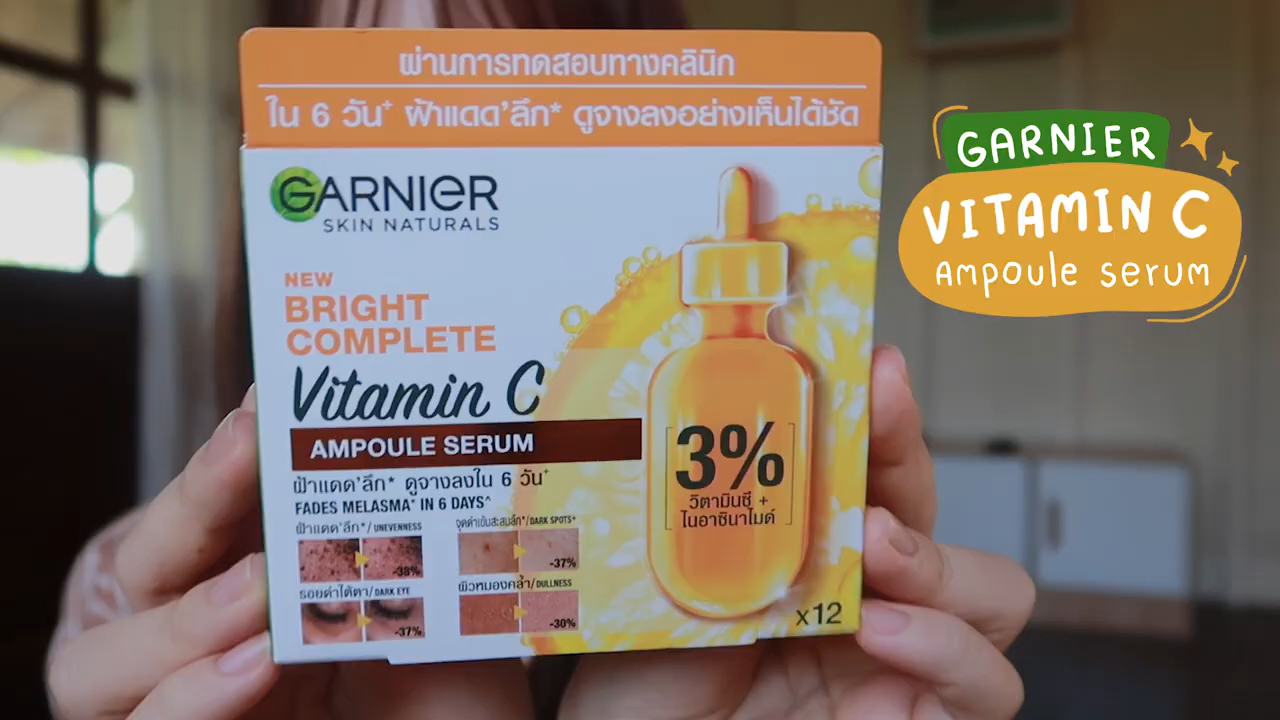 ผ่านการทดสอบทางคลินิก
ใน 6 วัน⁺ ฝ้าแดด'ลึก* ดูจางลงอย่างเห็นได้ชัด
GARNIER
SKIN NATURALS
NEW
BRIGHT
COMPLETE
Vitamin C
AMPOULE SERUM
ฝ้าแดด'ลึก* ดูจางลงใน 6 วัน⁺
FADES MELASMA* IN 6 DAYS^
ฝ้าแดด'ลึก*/UNEVENNESS
-38%
จุดด่างดำสะสมลึก*/DARK SPOTS+
-37%
รอยดำใต้ตา/DARK EYE
-37%
ผิวหมองคล้ำ/DULLNESS
-30%
3%
วิตามินซี +
ไนอาซินาไมด์
x12
GARNIER
VITAMIN C
Ampoule serum